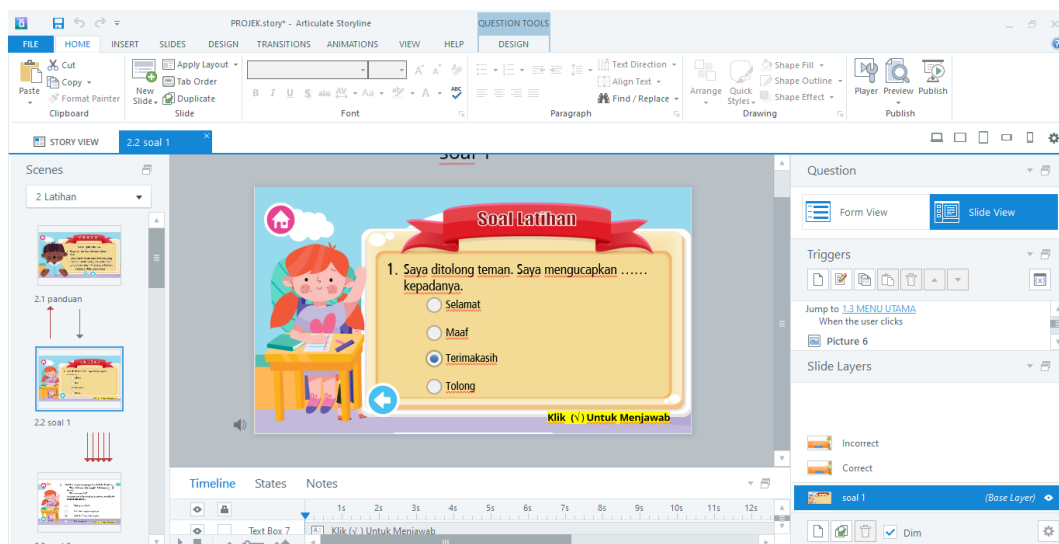 PROJEK.story* - Articulate Storyline
QUESTION TOOLS
FILE HOME INSERT SLIDES DESIGN TRANSITIONS ANIMATIONS VIEW HELP DESIGN
Paste
Cut
Copy
Format Painter
Clipboard
New Slide
Apply Layout
Tab Order
Duplicate
Slide
B I U S abc AV Aa A
ABC
Font
Text Direction
Align Text
Find / Replace
Paragraph
Arrange
Quick Styles
Shape Fill
Shape Outline
Shape Effect
Drawing
Player Preview Publish
Publish
STORY VIEW
2.2 soal 1
Scenes
2 Latihan
2.1 panduan
2.2 soal 1
soal 1
Soal Latihan
1. Saya ditolong teman. Saya mengucapkan ......
kepadanya.
Selamat
Maaf
Terimakasih
Tolong
Klik (√) Untuk Menjawab
Timeline States Notes
1s 2s 3s 4s 5s 6s 7s 8s 9s 10s 11s 12s
Text Box 7
Klik (√) Untuk Menjawab
Question
Form View
Slide View
Triggers
Jump to 1.3 MENU UTAMA
When the user clicks
Picture 6
Slide Layers
Incorrect
Correct
soal 1 (Base Layer)
Dim